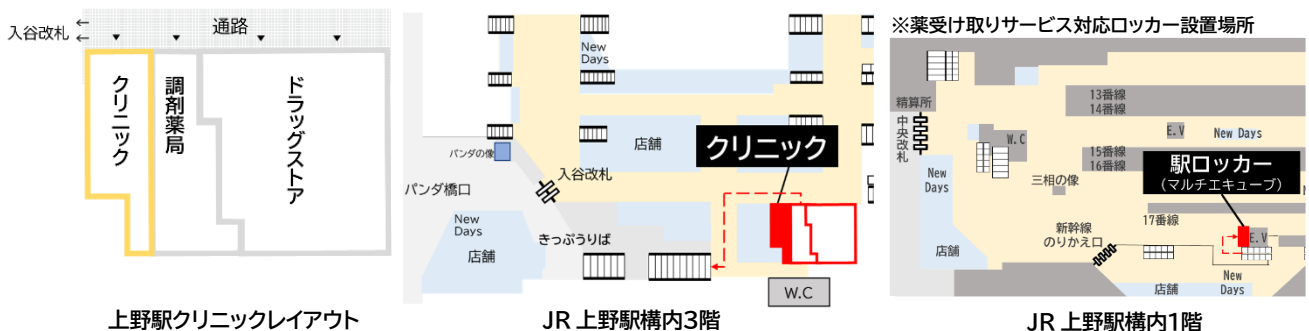 入谷改札
通路
クリニック
調剤薬局
ドラッグストア
上野駅クリニックレイアウト
New
Days
店舗
クリニック
パンダの像
入谷改札
パンダ橋口
New
Days
店舗
きっぷうりば
W.C
JR 上野駅構内3階
※薬受け取りサービス対応ロッカー設置場所
精算所
中央改札
13番線
14番線
W.C
E.V
New Days
15番線
16番線
駅ロッカー
(マルチエキューブ)
New
Days
三相の像
17番線
新幹線
のりかえ口
E.V
店舗
New
Days
店舗
JR 上野駅構内1階